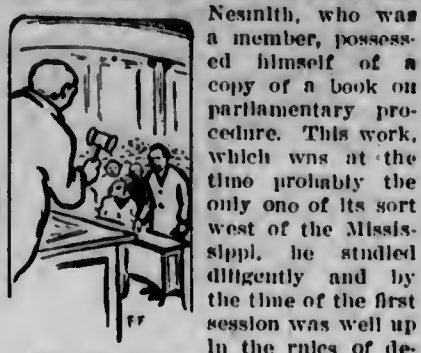 Nesmith, who was
a member, possess-
ed himself of a
copy of a book on
parliamentary pro-
cedure. This work,
which was at the
time probably the
only one of its sort
west of the Missis-
sippi, he studied
diligently and by
the time of the first
session was well up
in the rules of de-
FF